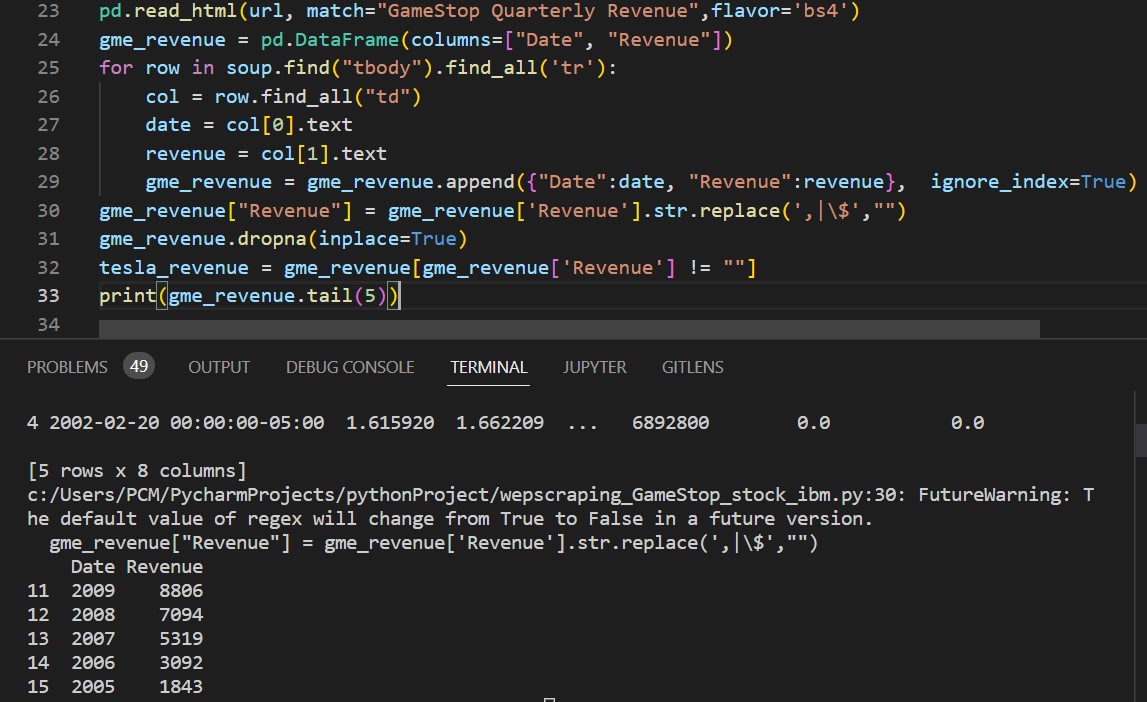 23 pd.read_html(url, match="GameStop Quarterly Revenue",flavor='bs4')
24 gme_revenue = pd.DataFrame(columns=["Date", "Revenue"])
25 for row in soup.find("tbody").find_all('tr'):
26     col = row.find_all("td")
27     date = col[0].text
28     revenue = col[1].text
29     gme_revenue = gme_revenue.append({"Date":date, "Revenue":revenue},  ignore_index=True)
30 gme_revenue["Revenue"] = gme_revenue['Revenue'].str.replace(',|\$',"")
31 gme_revenue.dropna(inplace=True)
32 tesla_revenue = gme_revenue[gme_revenue['Revenue'] != ""]
33 print(gme_revenue.tail(5))
34
PROBLEMS 49 OUTPUT DEBUG CONSOLE TERMINAL JUPYTER GITLENS
4 2002-02-20 00:00:00-05:00  1.615920  1.662209  ...   6892800        0.0           0.0
[5 rows x 8 columns]
c:/Users/PCM/PycharmProjects/pythonProject/wepscraping_GameStop_stock_ibm.py:30: FutureWarning: T
he default value of regex will change from True to False in a future version.
  gme_revenue["Revenue"] = gme_revenue['Revenue'].str.replace(',|\$',"")
    Date Revenue
11  2009    8806
12  2008    7094
13  2007    5319
14  2006    3092
15  2005    1843